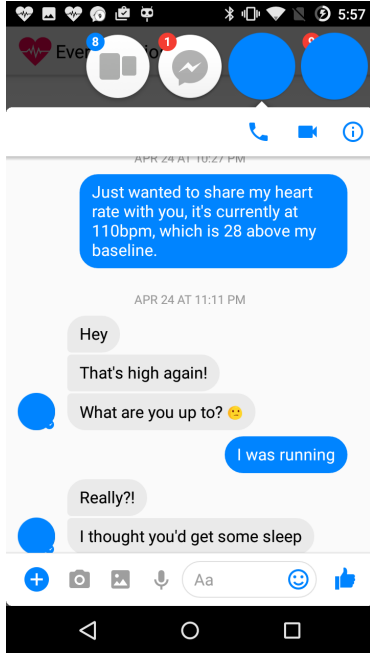 5:57
8
1
APR 24 AT 10:27 PM
Just wanted to share my heart
rate with you, it's currently at
110bpm, which is 28 above my
baseline.
APR 24 AT 11:11 PM
Hey
That's high again!
What are you up to? 😕
I was running
Really?!
I thought you'd get some sleep
Aa